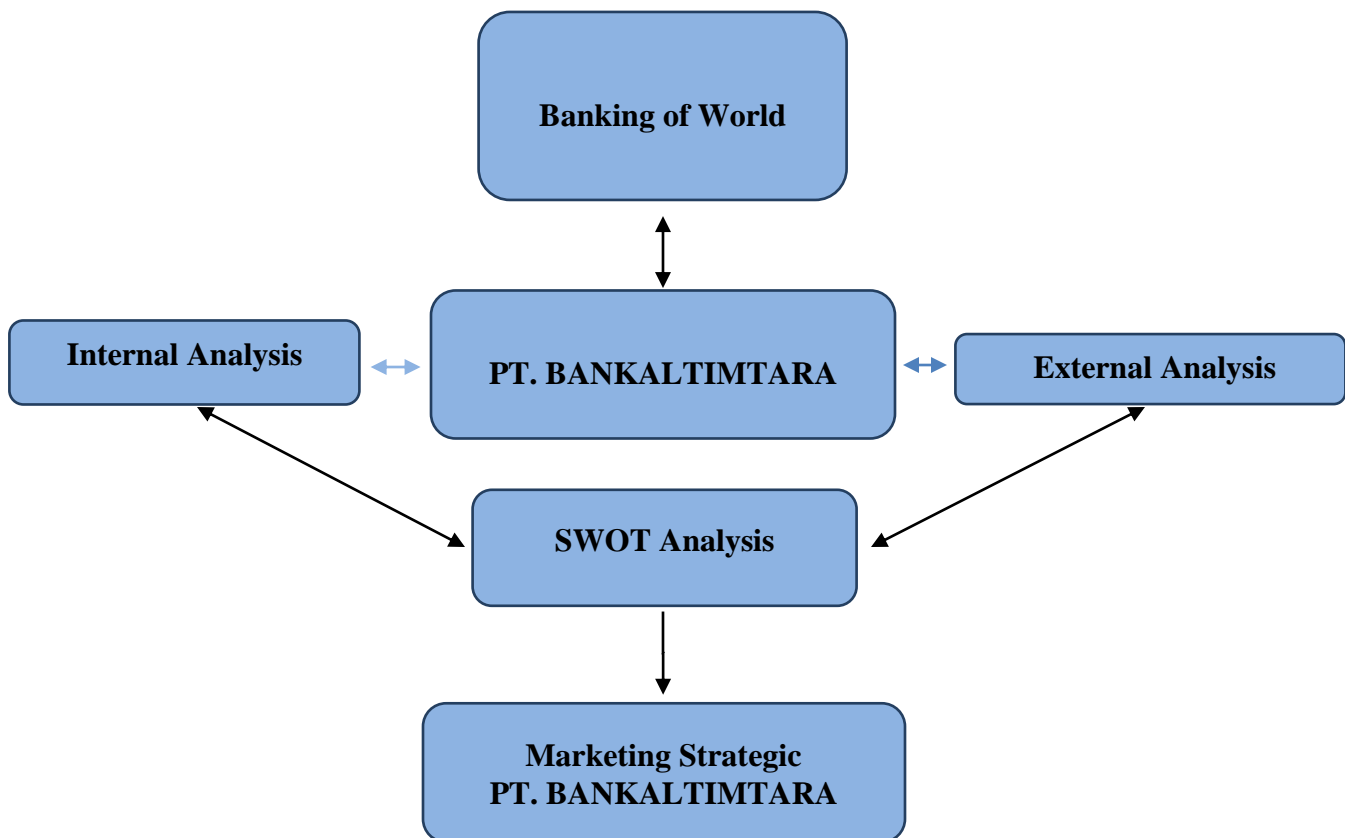 Banking of World
Internal Analysis
PT. BANKALTIMTARA
External Analysis
SWOT Analysis
Marketing Strategic
PT. BANKALTIMTARA